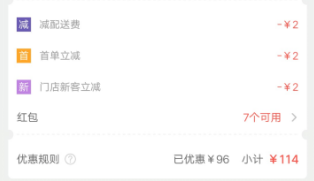 减 减配送费 -¥2
首 首单立减 -¥2
新 门店新客立减 -¥2
红包 7个可用 >
优惠规则 ? 已优惠¥96 小计 ¥114